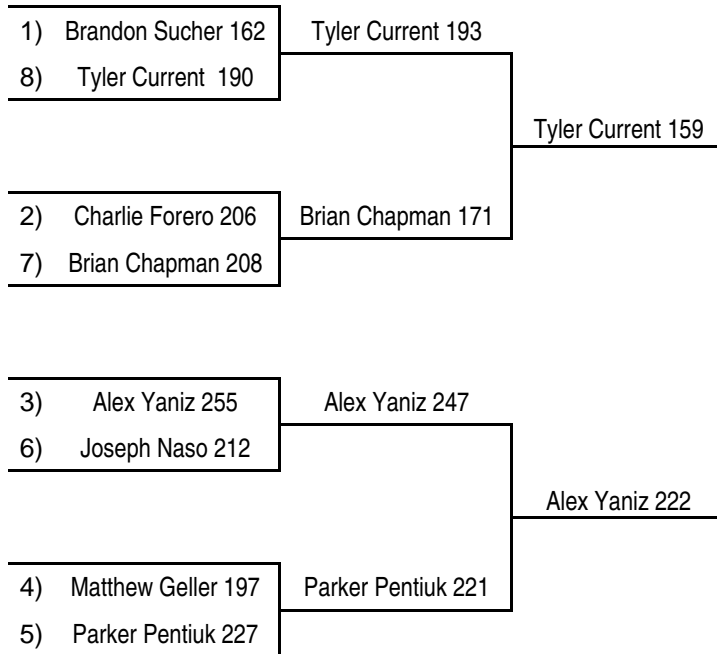 1) Brandon Sucher 162
Tyler Current 193
8) Tyler Current 190
Tyler Current 159
2) Charlie Forero 206
Brian Chapman 171
7) Brian Chapman 208
3) Alex Yaniz 255
Alex Yaniz 247
6) Joseph Naso 212
Alex Yaniz 222
4) Matthew Geller 197
Parker Pentiuk 221
5) Parker Pentiuk 227